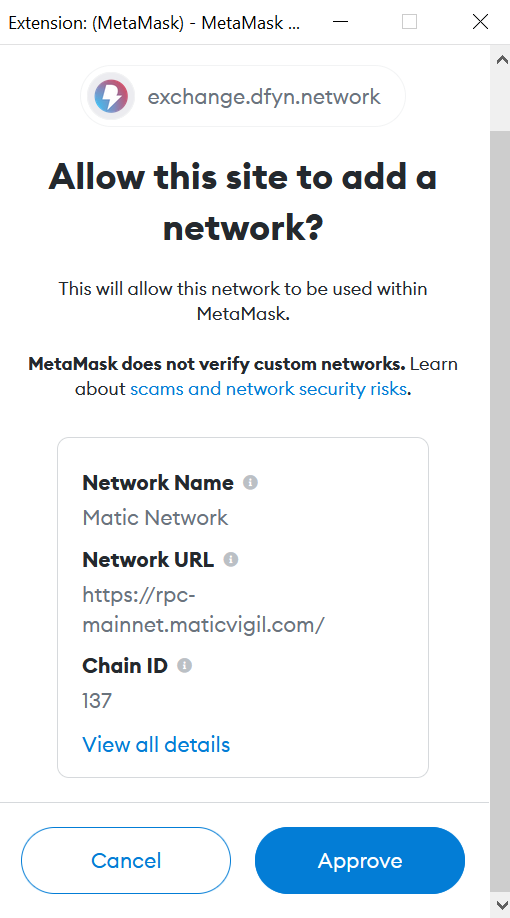 Extension: (MetaMask) - MetaMask ...
exchange.dfyn.network
Allow this site to add a
network?
This will allow this network to be used within
MetaMask.
MetaMask does not verify custom networks. Learn
about scams and network security risks.
Network Name
Matic Network
Network URL
https://rpc-
mainnet.maticvigil.com/
Chain ID
137
View all details
Cancel
Approve